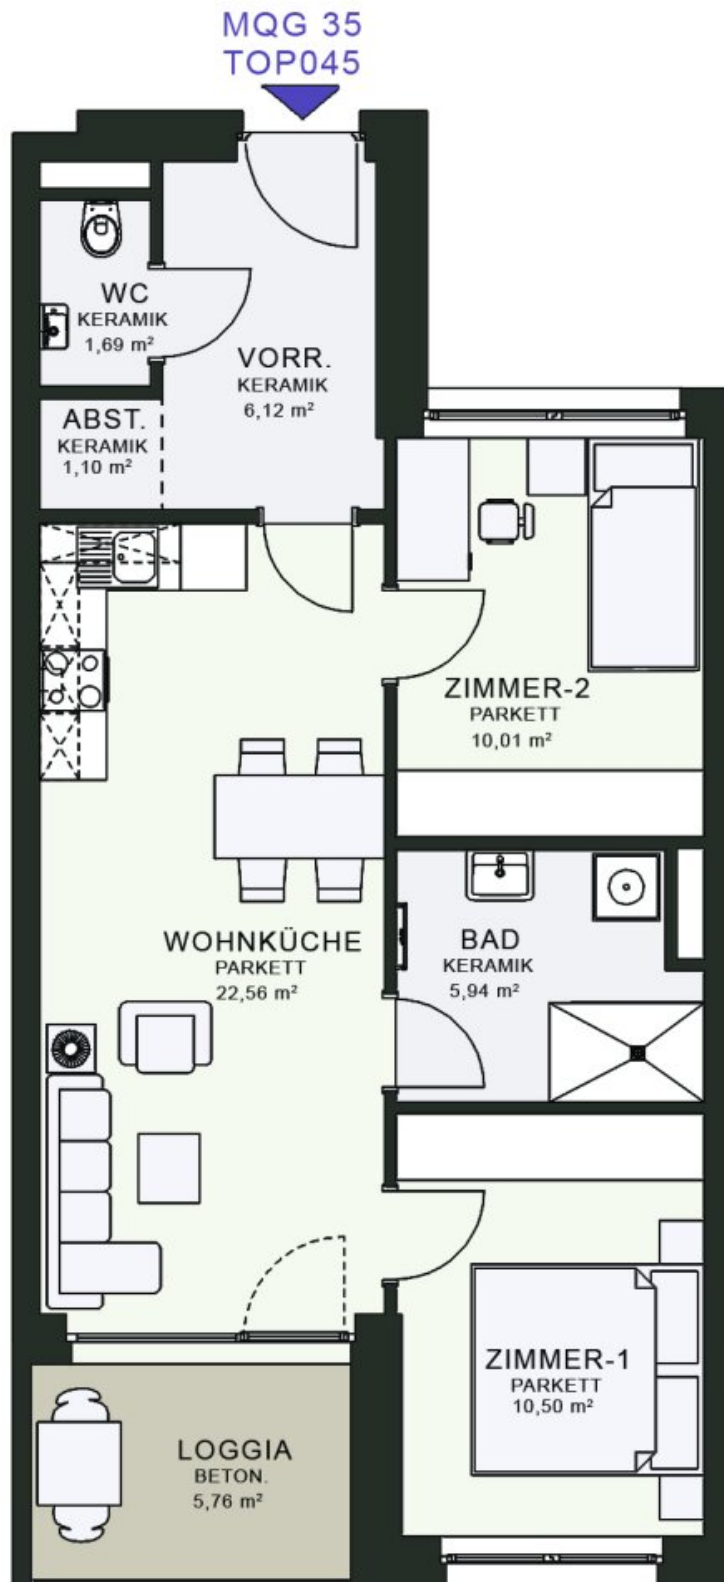 MQG 35
TOP045
WC
KERAMIK
1,69 m²
VORR.
KERAMIK
6,12 m²
ABST.
KERAMIK
1,10 m²
ZIMMER-2
PARKETT
10,01 m²
WOHNKÜCHE
PARKETT
22,56 m²
BAD
KERAMIK
5,94 m²
ZIMMER-1
PARKETT
10,50 m²
LOGGIA
BETON.
5,76 m²